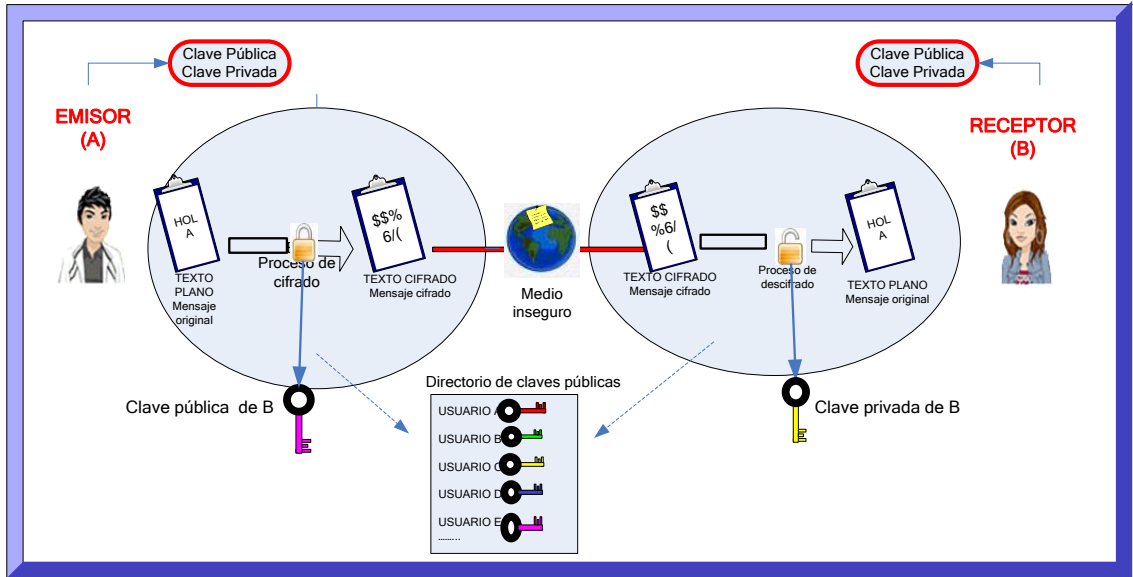 Clave Pública
Clave Privada
Clave Pública
Clave Privada
EMISOR
(A)
RECEPTOR
(B)
HOL
A
$$%
6/(
$$
%6/
(
HOL
A
TEXTO
PLANO
Mensaje
original
Proceso de
cifrado
TEXTO CIFRADO
Mensaje cifrado
Medio
inseguro
TEXTO CIFRADO
Mensaje cifrado
Proceso de
descifrado
TEXTO PLANO
Mensaje original
Clave pública de B
Directorio de claves públicas
USUARIO A
USUARIO B
USUARIO C
USUARIO D
USUARIO E
........
Clave privada de B